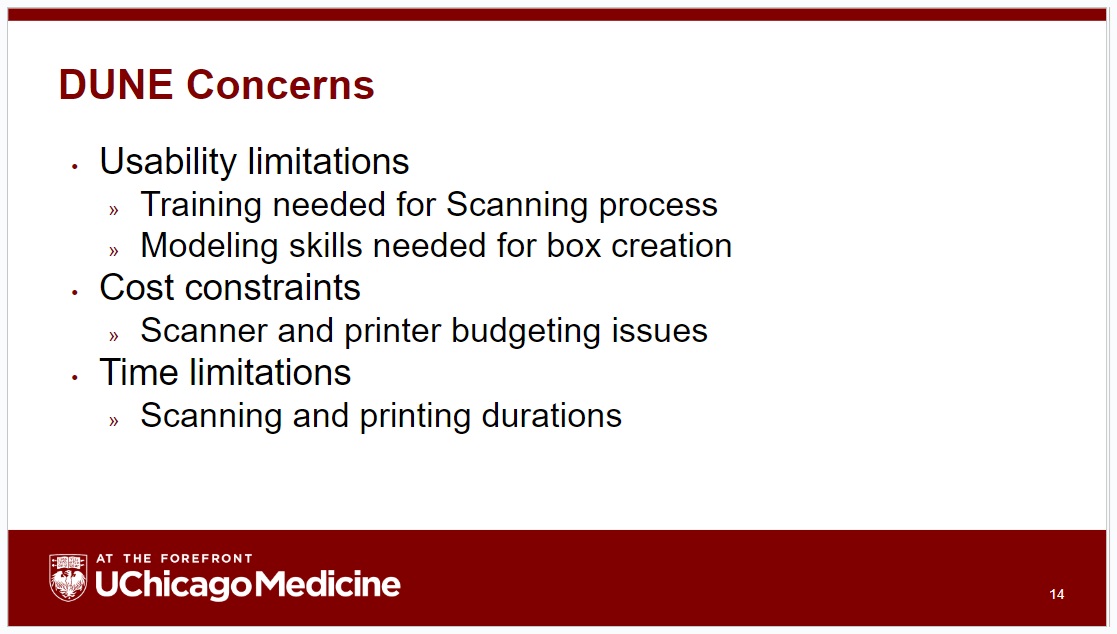 DUNE Concerns
• Usability limitations
» Training needed for Scanning process
» Modeling skills needed for box creation
• Cost constraints
» Scanner and printer budgeting issues
• Time limitations
» Scanning and printing durations
AT THE FOREFRONT
UChicagoMedicine
14